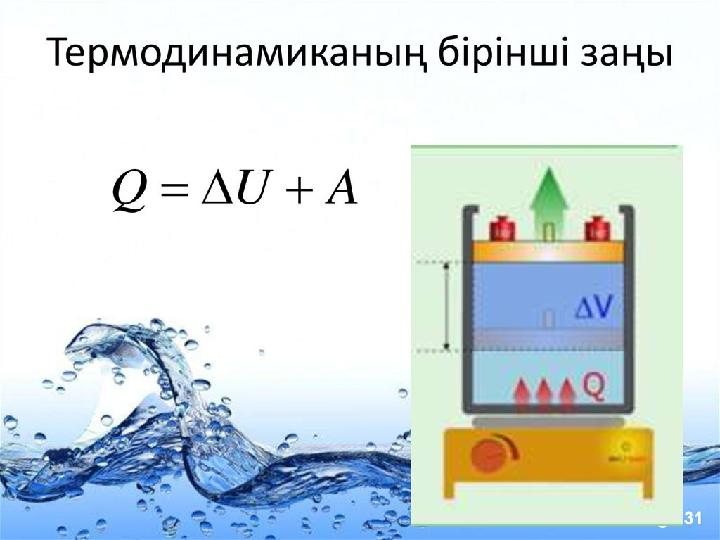 Термодинамиканың бірінші заңы
Q = ΔU + A
ΔV
Q
31